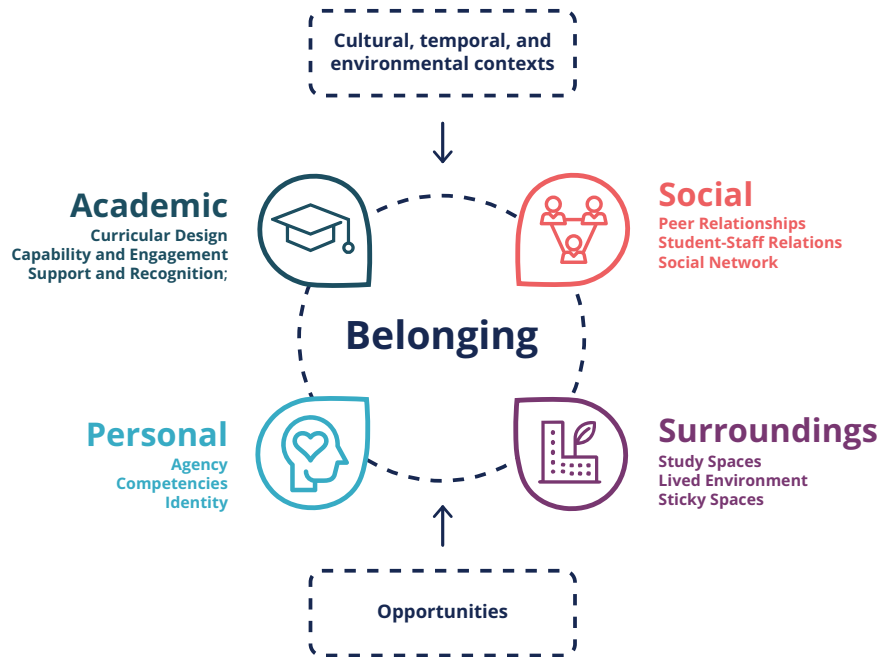 Cultural, temporal, and
environmental contexts
Academic
Curricular Design
Capability and Engagement
Support and Recognition;
Social
Peer Relationships
Student-Staff Relations
Social Network
Belonging
Personal
Agency
Competencies
Identity
Surroundings
Study Spaces
Lived Environment
Sticky Spaces
Opportunities